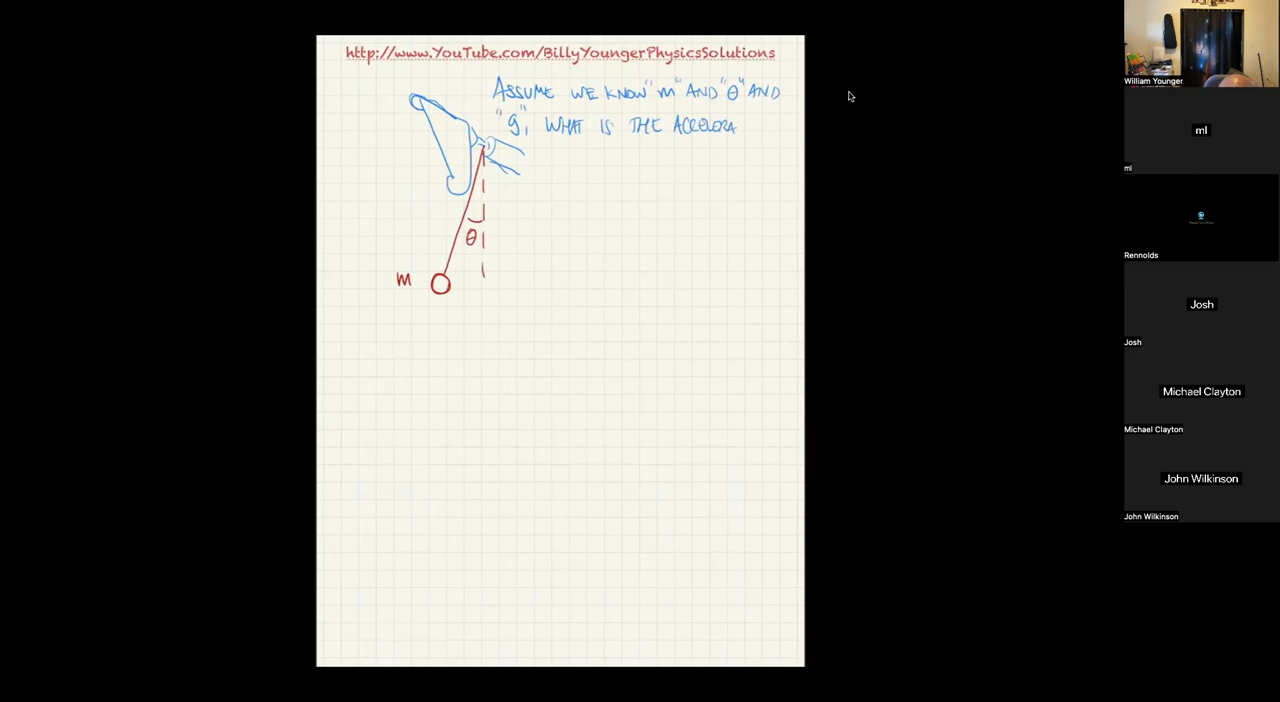 http://www.YouTube.com/BillyYoungerPhysicsSolutions
ASSUME WE KNOW "m" AND "θ" AND
"g", WHAT IS THE ACCELERA
θ
m
William Younger
ml
ml
Rennolds
Josh
Josh
Michael Clayton
Michael Clayton
John Wilkinson
John Wilkinson